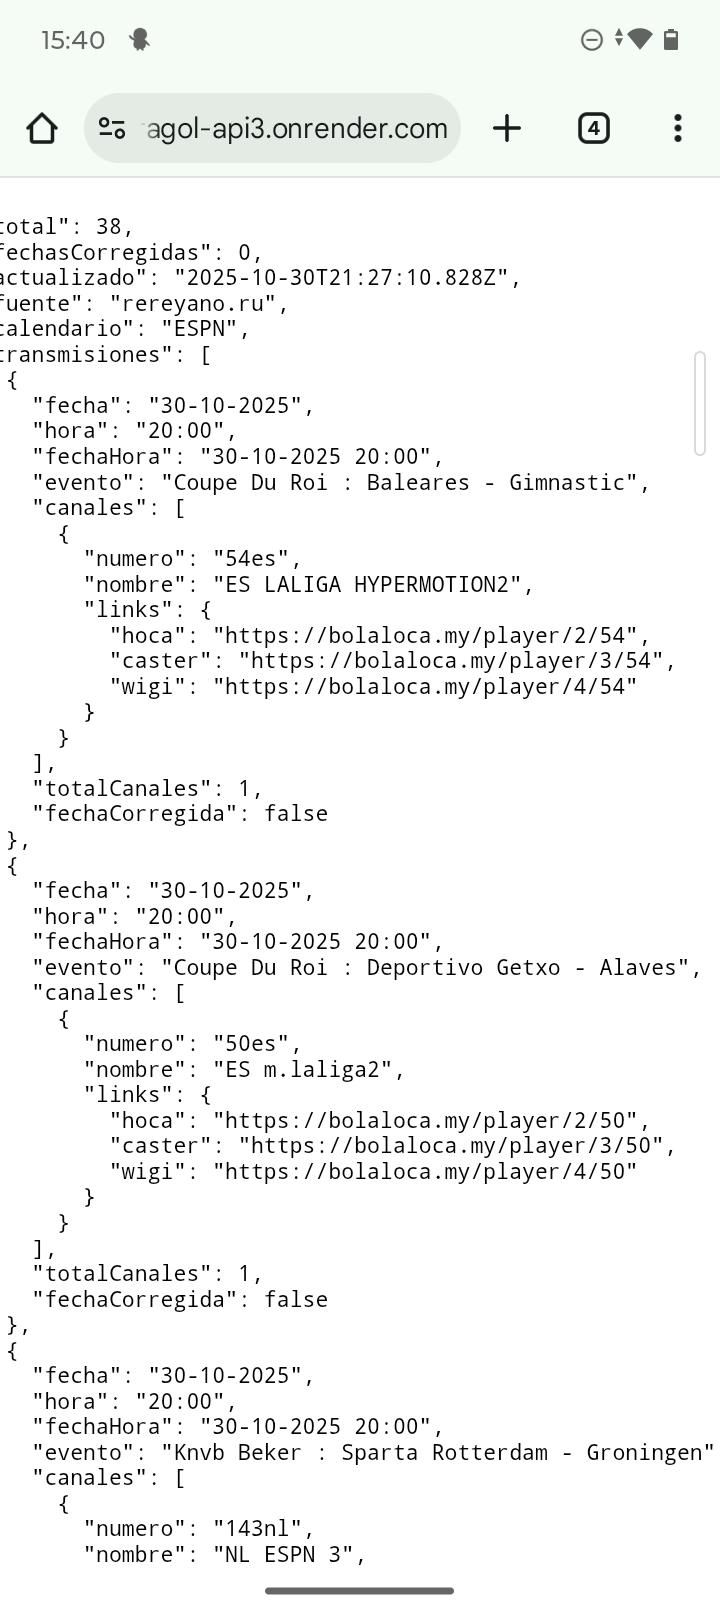 15:40
agol-api3.onrender.com
4
total": 38,
fechasCorregidas": 0,
actualizado": "2025-10-30T21:27:10.828Z",
fuente": "rereyano.ru",
calendario": "ESPN",
transmisiones": [
{
"fecha": "30-10-2025",
"hora": "20:00",
"fechaHora": "30-10-2025 20:00",
"evento": "Coupe Du Roi : Baleares - Gimnastic",
"canales": [
{
"numero": "54es",
"nombre": "ES LALIGA HYPERMOTION2",
"links": {
"hoca": "https://bolaloca.my/player/2/54",
"caster": "https://bolaloca.my/player/3/54",
"wigi": "https://bolaloca.my/player/4/54"
}
}
],
"totalCanales": 1,
"fechaCorregida": false
},
{
"fecha": "30-10-2025",
"hora": "20:00",
"fechaHora": "30-10-2025 20:00",
"evento": "Coupe Du Roi : Deportivo Getxo - Alaves",
"canales": [
{
"numero": "50es",
"nombre": "ES m.laliga2",
"links": {
"hoca": "https://bolaloca.my/player/2/50",
"caster": "https://bolaloca.my/player/3/50",
"wigi": "https://bolaloca.my/player/4/50"
}
}
],
"totalCanales": 1,
"fechaCorregida": false
},
{
"fecha": "30-10-2025",
"hora": "20:00",
"fechaHora": "30-10-2025 20:00",
"evento": "Knvb Beker : Sparta Rotterdam - Groningen"
"canales": [
{
"numero": "143nl",
"nombre": "NL ESPN 3",